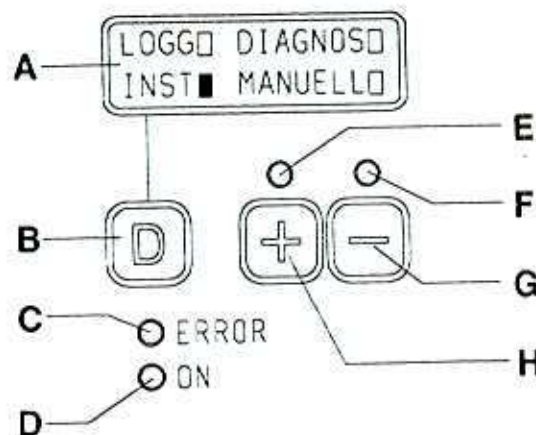 LOGG□ DIAGNOS□
A
INST■ MANUELL□
E
F
B
D
+
−
G
C
ERROR
H
ON
D